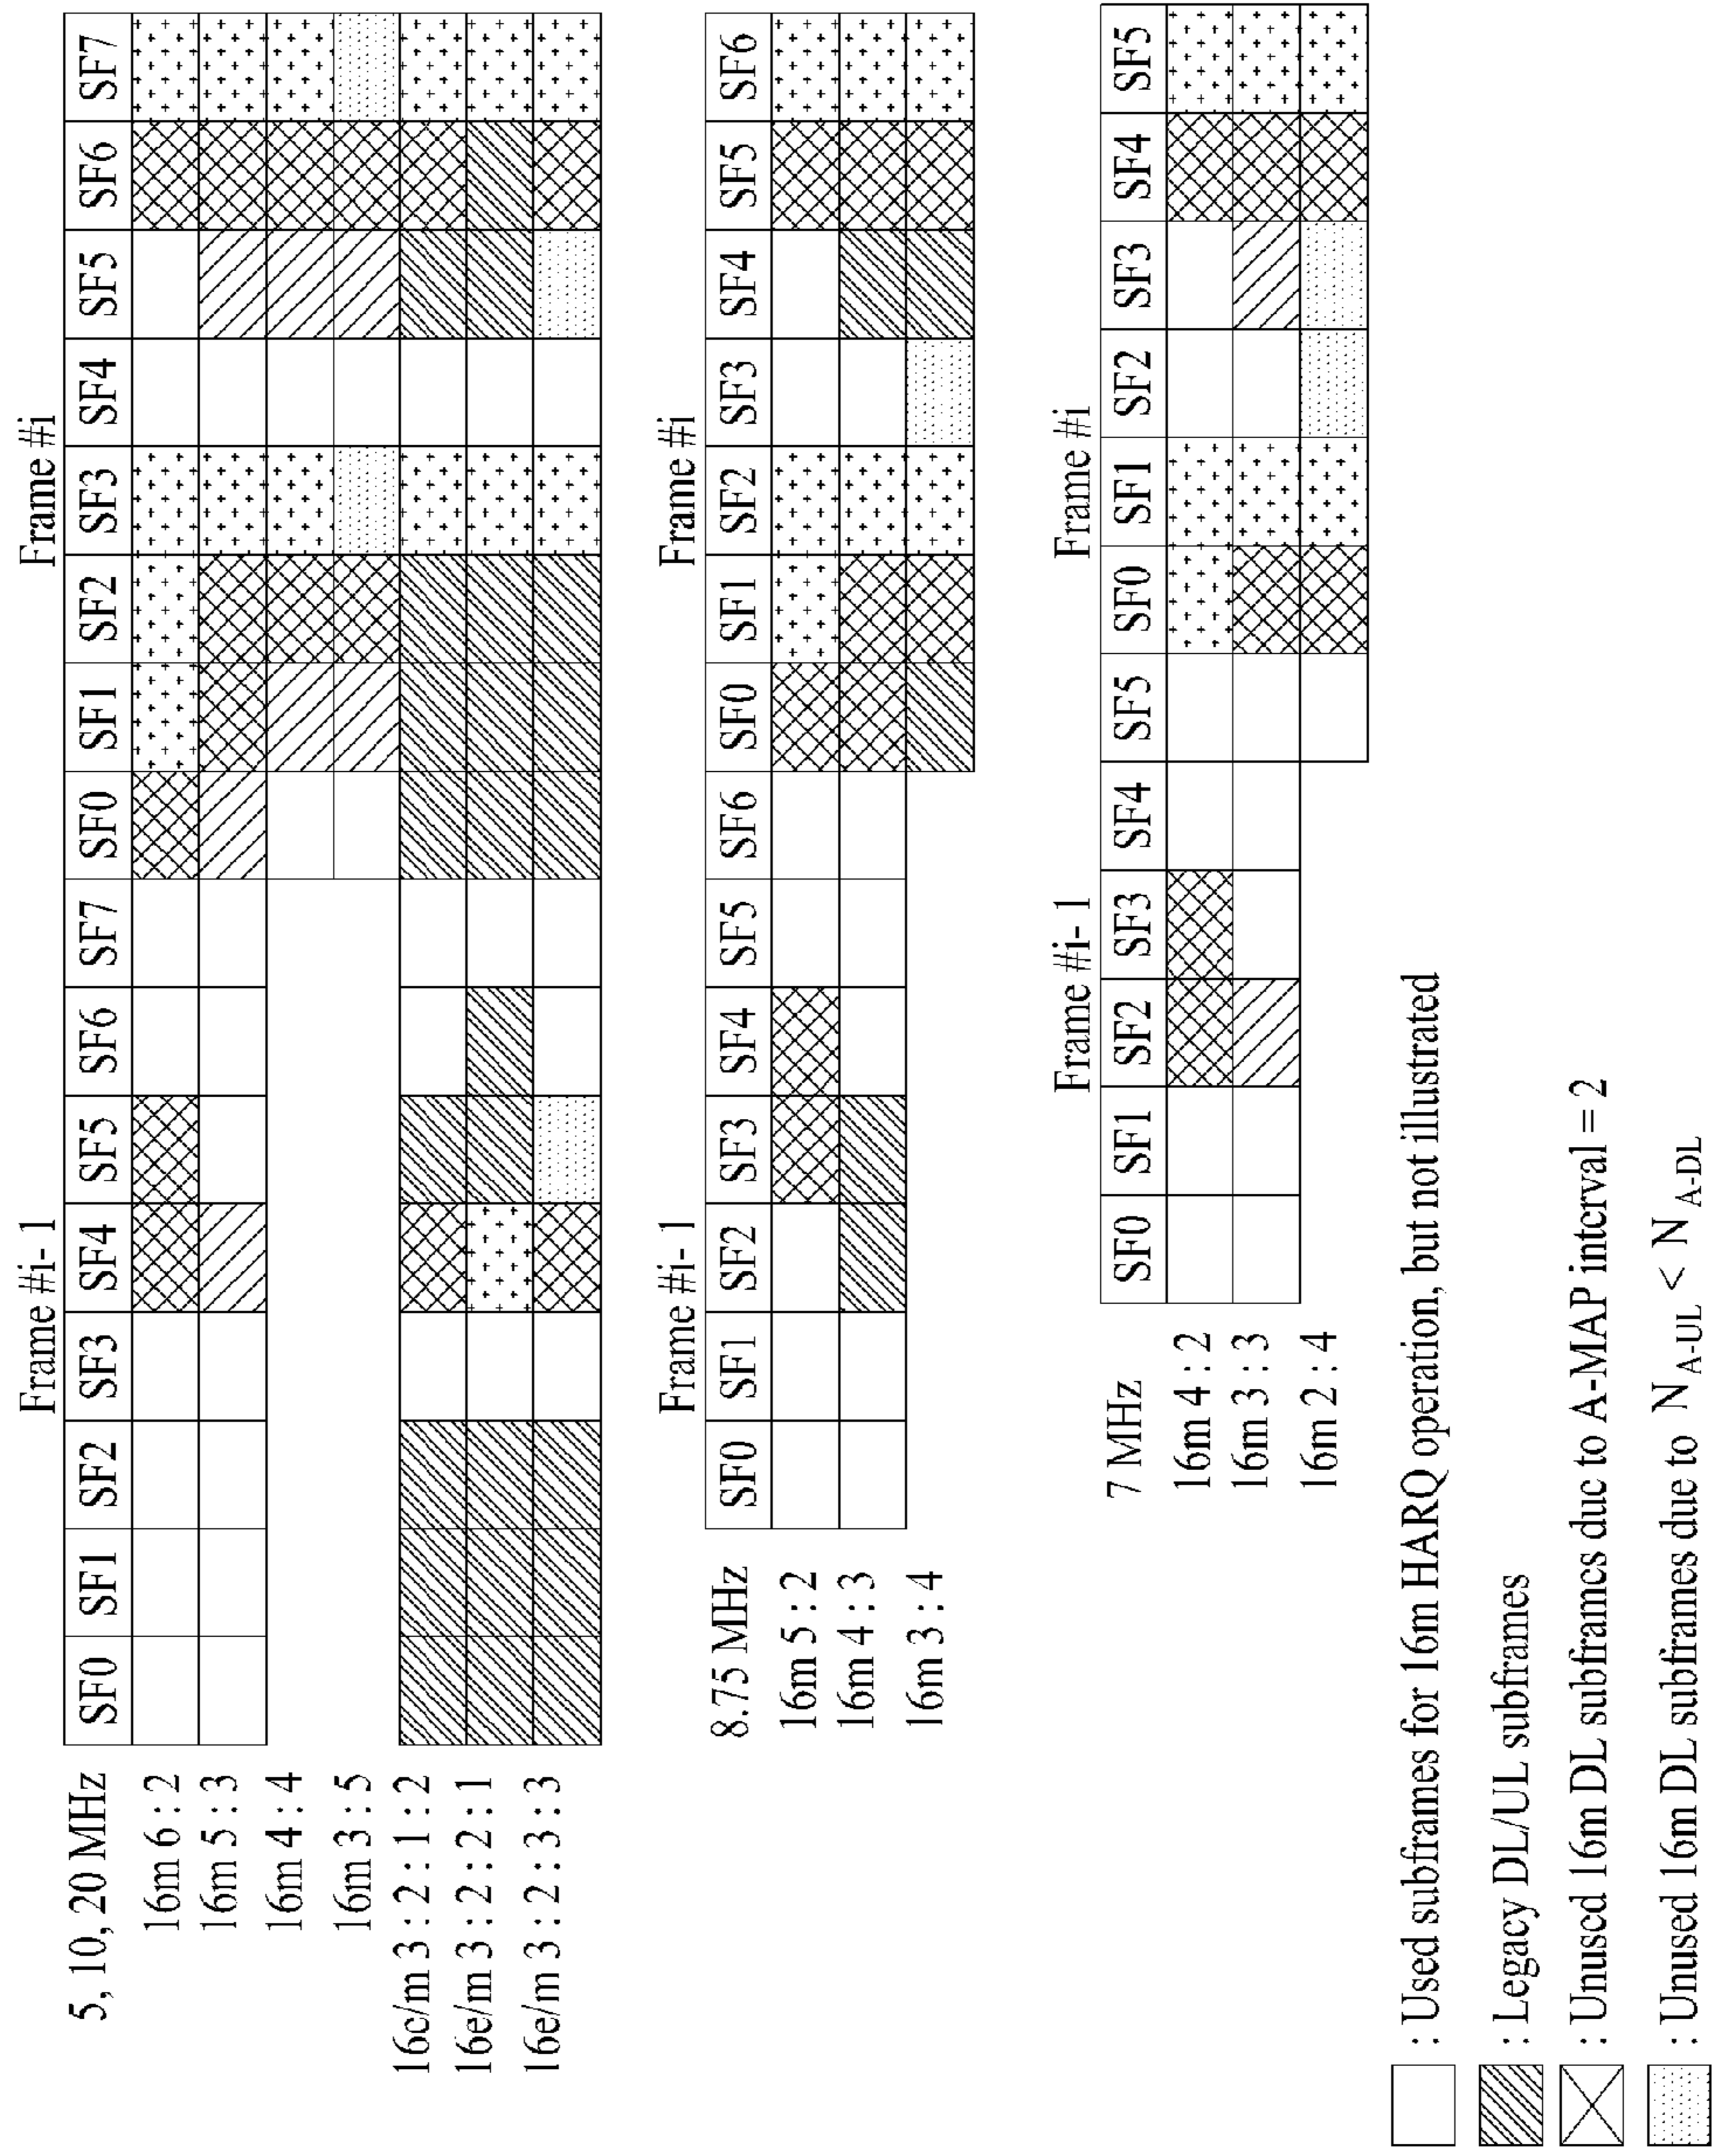 Frame #i- 1 Frame #i
5, 10, 20 MHz SF0 SF1 SF2 SF3 SF4 SF5 SF6 SF7 SF0 SF1 SF2 SF3 SF4 SF5 SF6 SF7
16m 6 : 2
16m 5 : 3
16m 4 : 4
16m 3 : 5
16c/m 3 : 2 : 1 : 2
16e/m 3 : 2 : 2 : 1
16e/m 3 : 2 : 3 : 3
Frame #i- 1 Frame #i
8.75 MHz SF0 SF1 SF2 SF3 SF4 SF5 SF6 SF0 SF1 SF2 SF3 SF4 SF5 SF6
16m 5 : 2
16m 4 : 3
16m 3 : 4
Frame #i- 1 Frame #i
7 MHz SF0 SF1 SF2 SF3 SF4 SF5 SF0 SF1 SF2 SF3 SF4 SF5
16m 4 : 2
16m 3 : 3
16m 2 : 4
: Used subframes for 16m HARQ operation, but not illustrated
: Legacy DL/UL subframes
: Unused 16m DL subframes due to A-MAP interval = 2
: Unused 16m DL subframes due to N A-UL < N A-DL